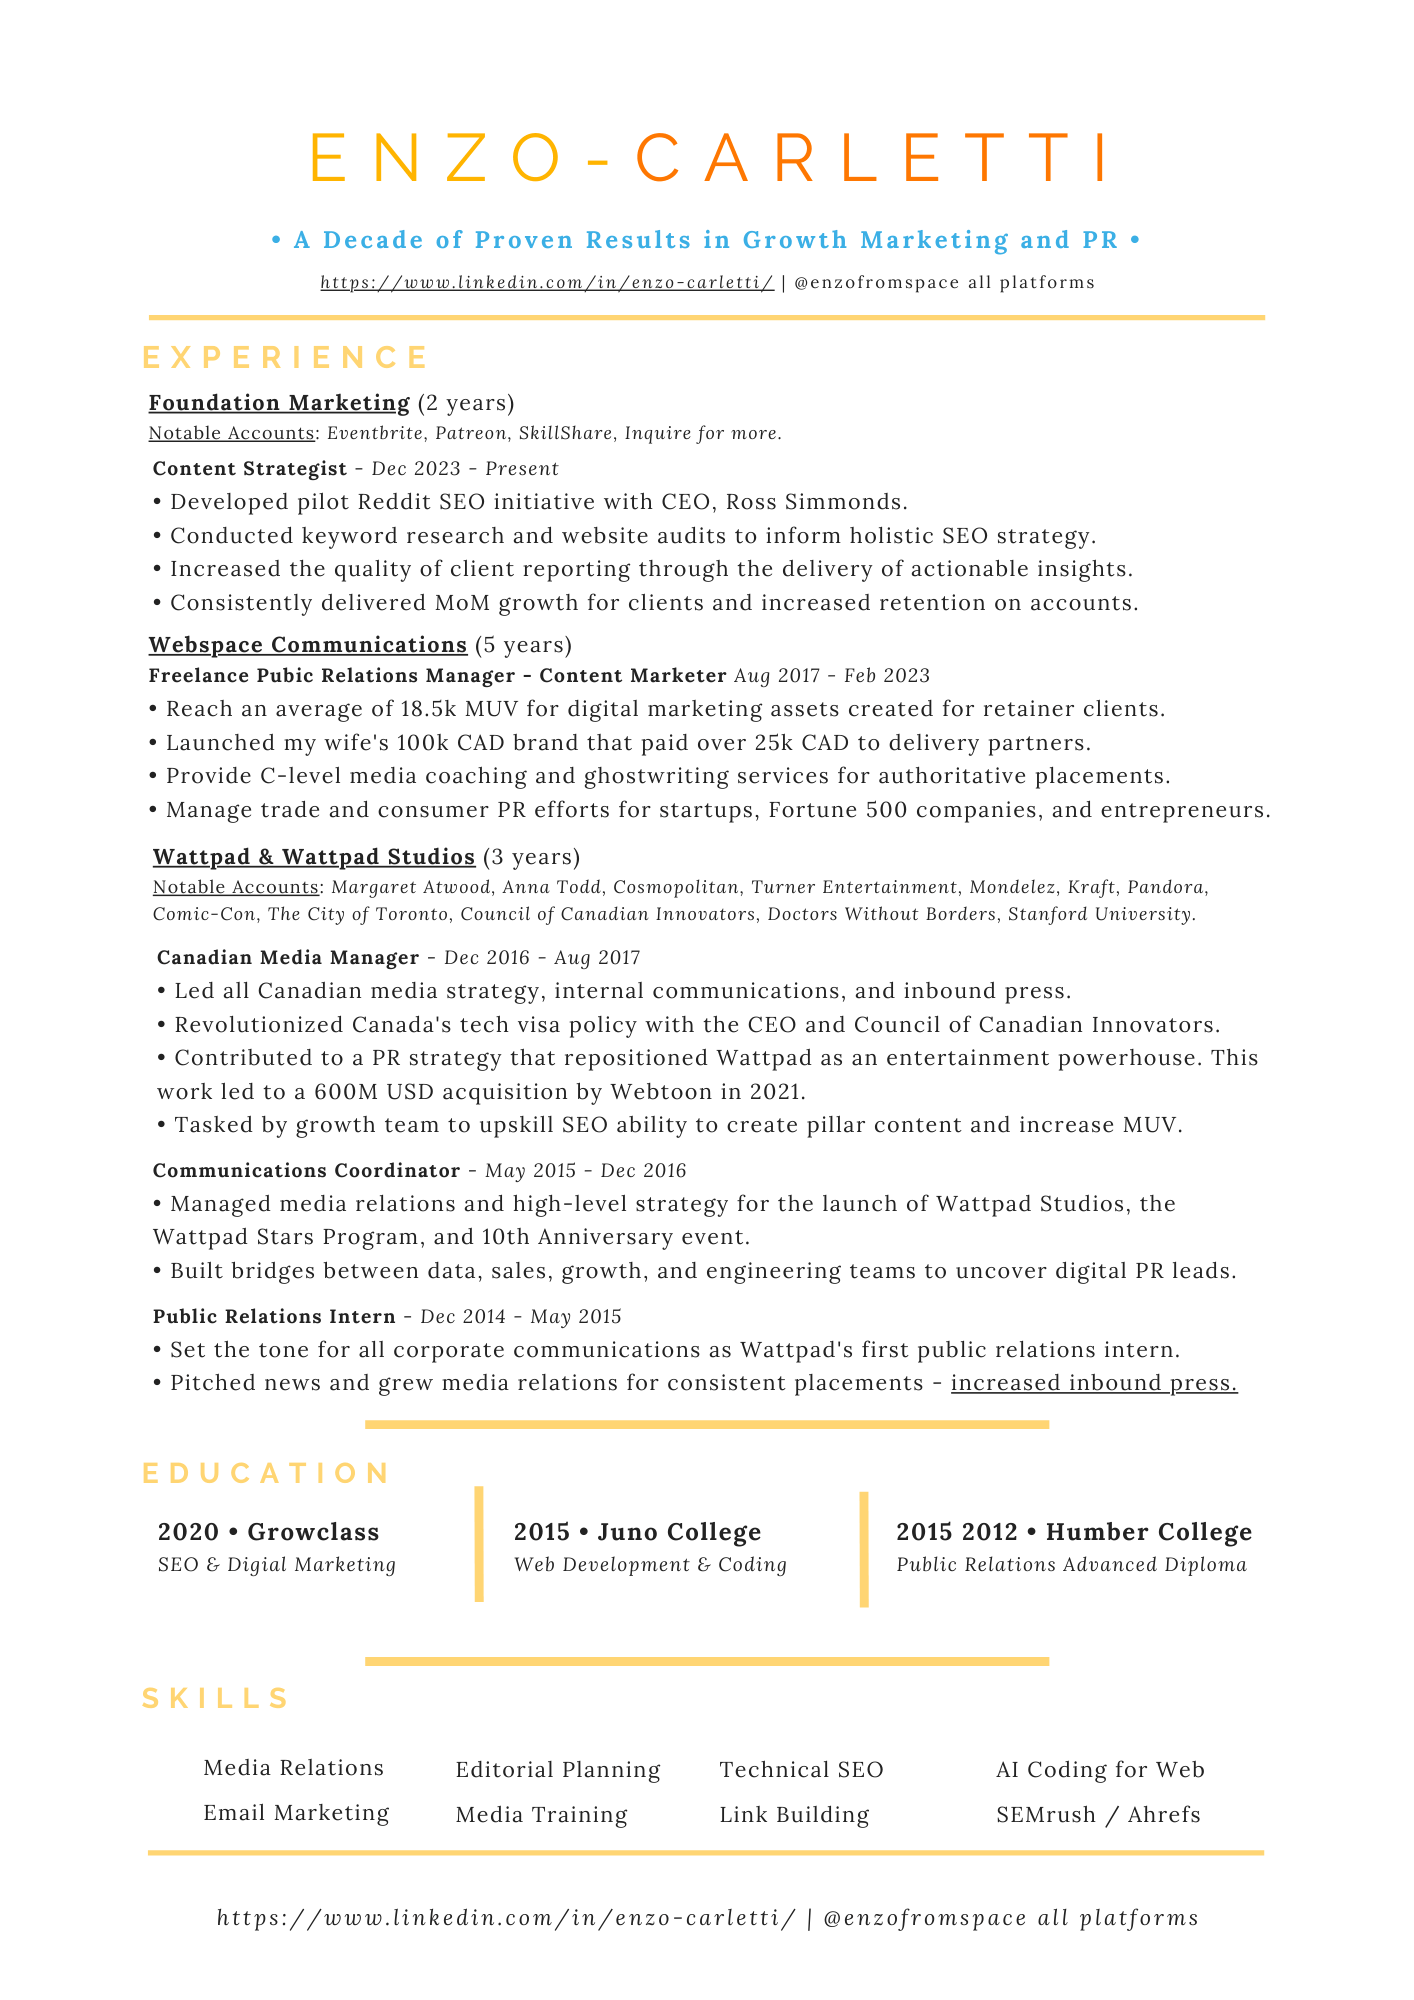 ENZO-CARLETTI
• A Decade of Proven Results in Growth Marketing and PR •
https://www.linkedin.com/in/enzo-carletti/ | @enzofromspace all platforms
EXPERIENCE
Foundation Marketing (2 years)
Notable Accounts: Eventbrite, Patreon, SkillShare, Inquire for more.
Content Strategist - Dec 2023 - Present
• Developed pilot Reddit SEO initiative with CEO, Ross Simmonds.
• Conducted keyword research and website audits to inform holistic SEO strategy.
• Increased the quality of client reporting through the delivery of actionable insights.
• Consistently delivered MoM growth for clients and increased retention on accounts.
Webspace Communications (5 years)
Freelance Pubic Relations Manager - Content Marketer Aug 2017 - Feb 2023
• Reach an average of 18.5k MUV for digital marketing assets created for retainer clients.
• Launched my wife's 100k CAD brand that paid over 25k CAD to delivery partners.
• Provide C-level media coaching and ghostwriting services for authoritative placements.
• Manage trade and consumer PR efforts for startups, Fortune 500 companies, and entrepreneurs.
Wattpad & Wattpad Studios (3 years)
Notable Accounts: Margaret Atwood, Anna Todd, Cosmopolitan, Turner Entertainment, Mondelez, Kraft, Pandora,
Comic-Con, The City of Toronto, Council of Canadian Innovators, Doctors Without Borders, Stanford University.
Canadian Media Manager - Dec 2016 - Aug 2017
• Led all Canadian media strategy, internal communications, and inbound press.
• Revolutionized Canada's tech visa policy with the CEO and Council of Canadian Innovators.
• Contributed to a PR strategy that repositioned Wattpad as an entertainment powerhouse. This
work led to a 600M USD acquisition by Webtoon in 2021.
• Tasked by growth team to upskill SEO ability to create pillar content and increase MUV.
Communications Coordinator - May 2015 - Dec 2016
• Managed media relations and high-level strategy for the launch of Wattpad Studios, the
Wattpad Stars Program, and 10th Anniversary event.
• Built bridges between data, sales, growth, and engineering teams to uncover digital PR leads.
Public Relations Intern - Dec 2014 - May 2015
• Set the tone for all corporate communications as Wattpad's first public relations intern.
• Pitched news and grew media relations for consistent placements - increased inbound press.
EDUCATION
2020 • Growclass
SEO & Digial Marketing
2015 • Juno College
Web Development & Coding
2015 2012 • Humber College
Public Relations Advanced Diploma
SKILLS
Media Relations Editorial Planning Technical SEO AI Coding for Web
Email Marketing Media Training Link Building SEMrush / Ahrefs
https://www.linkedin.com/in/enzo-carletti/ | @enzofromspace all platforms